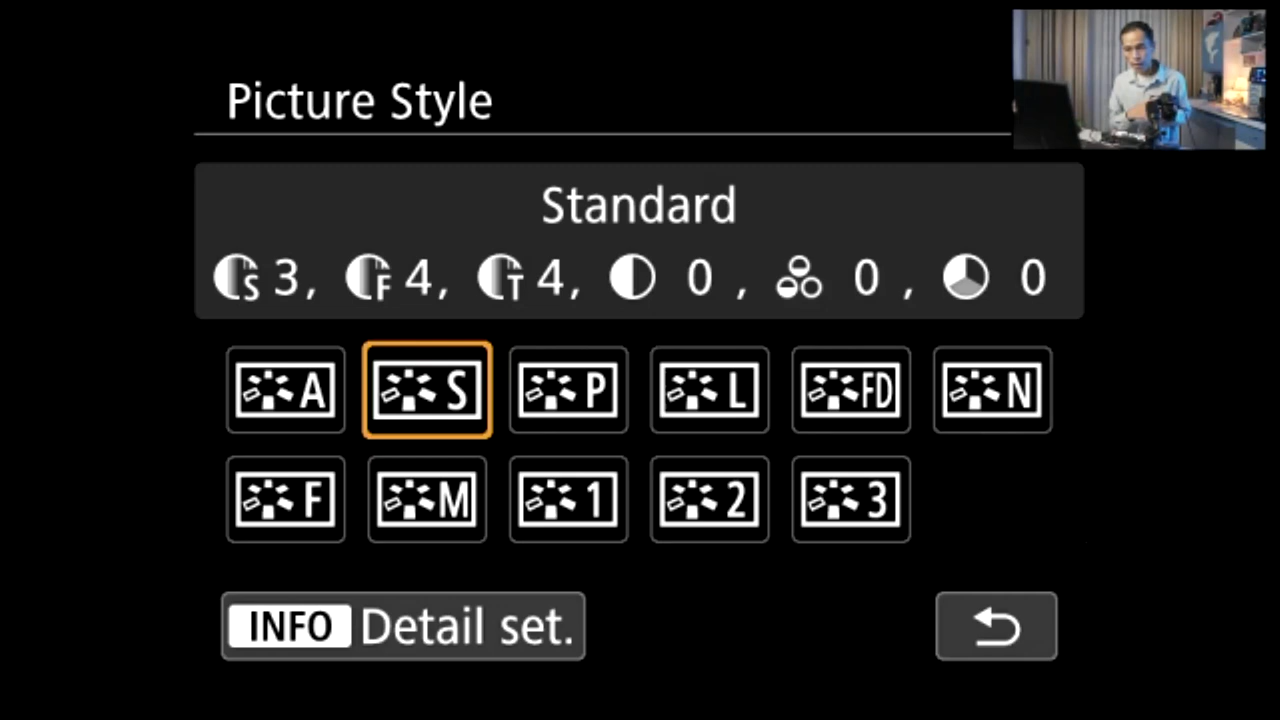 Picture Style
Standard
S 3, F 4, T 4, 0 , 0 , 0
A S P L FD N
F M 1 2 3
INFO Detail set.